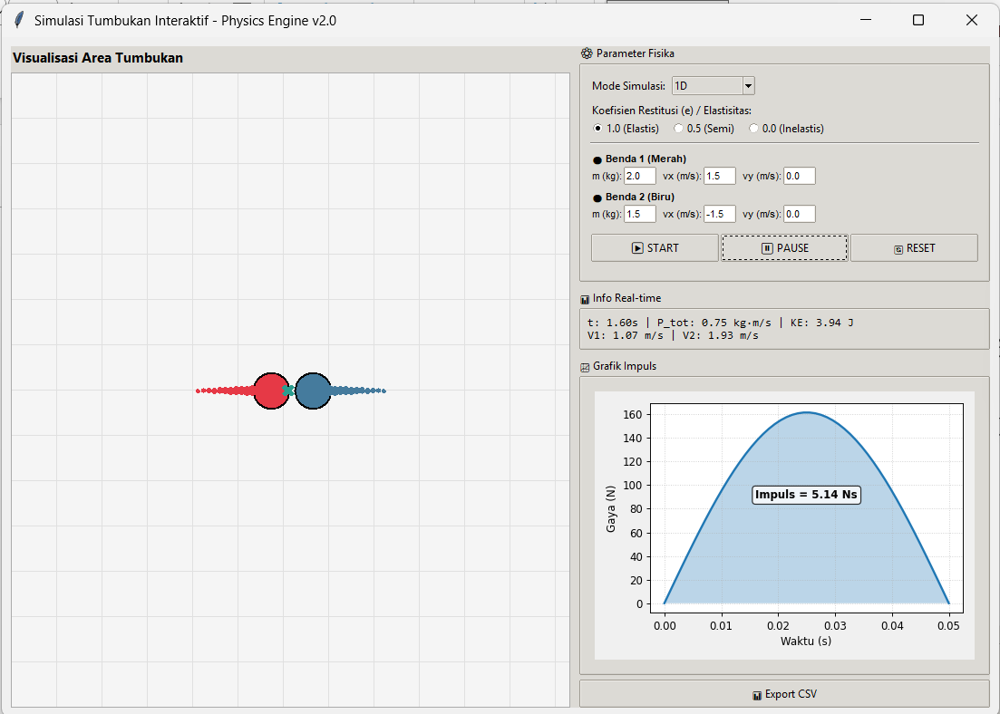 Simulasi Tumbukan Interaktif - Physics Engine v2.0
Visualisasi Area Tumbukan
Parameter Fisika
Mode Simulasi: 1D
Koefisien Restitusi (e) / Elastisitas:
1.0 (Elastis) 0.5 (Semi) 0.0 (Inelastis)
Benda 1 (Merah)
m (kg): 2.0 vx (m/s): 1.5 vy (m/s): 0.0
Benda 2 (Biru)
m (kg): 1.5 vx (m/s): -1.5 vy (m/s): 0.0
START PAUSE RESET
Info Real-time
t: 1.60s | P_tot: 0.75 kg·m/s | KE: 3.94 J
V1: 1.07 m/s | V2: 1.93 m/s
Grafik Impuls
160
140
120
100
80
60
40
20
0
Gaya (N)
Impuls = 5.14 Ns
0.00 0.01 0.02 0.03 0.04 0.05
Waktu (s)
Export CSV